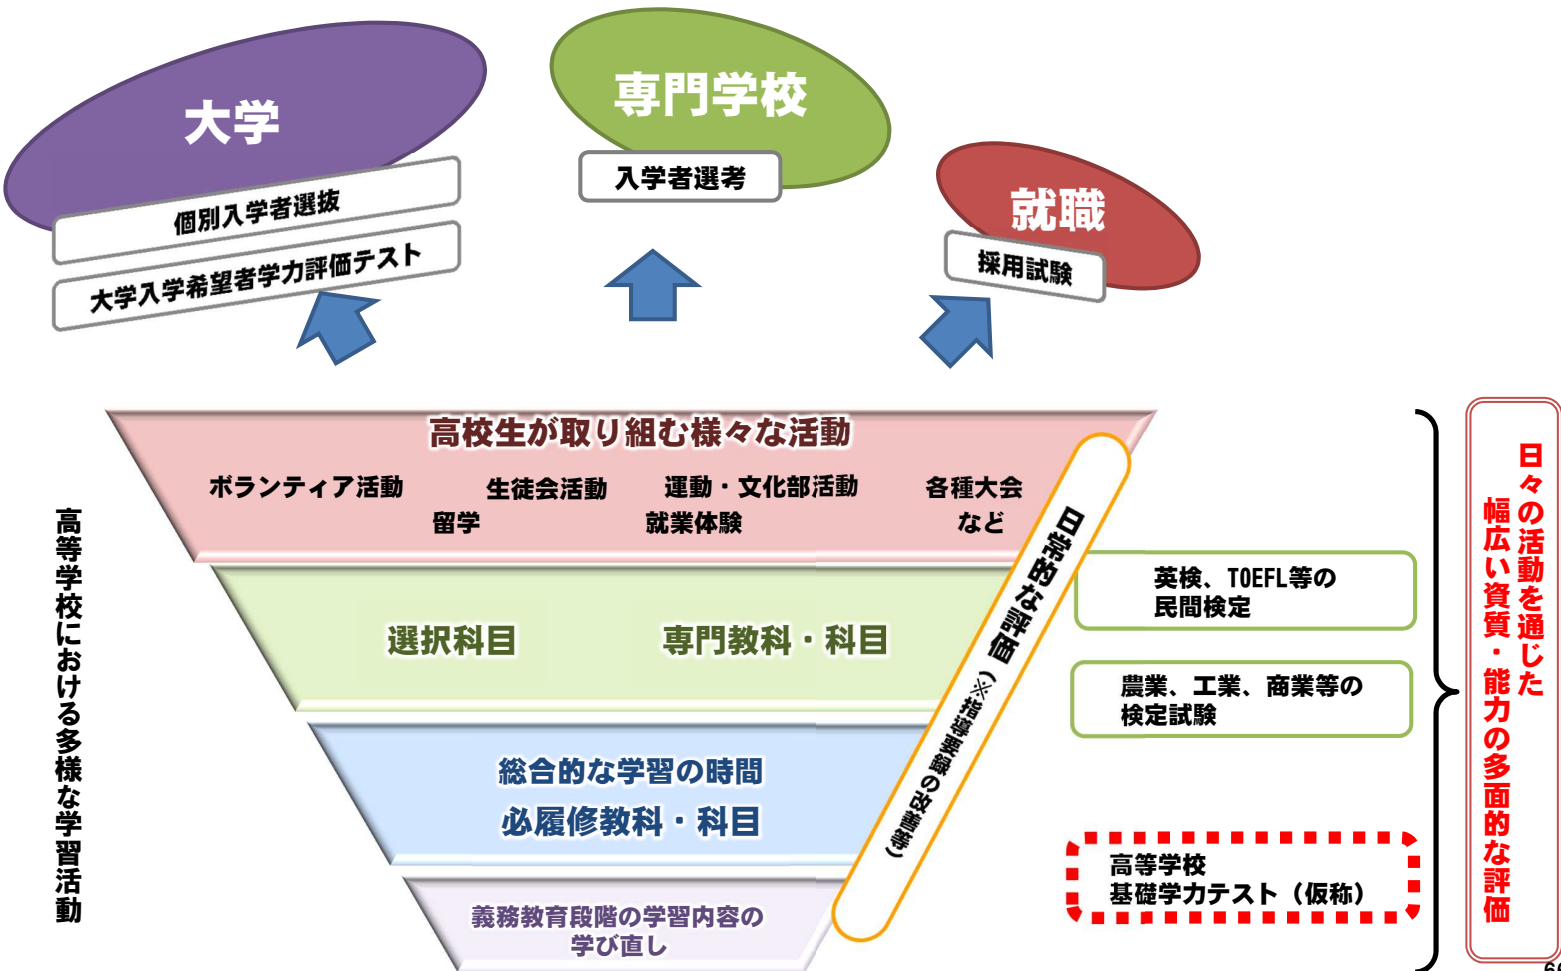 大学
個別入学者選抜
大学入学希望者学力評価テスト
専門学校
入学者選考
就職
採用試験
高等学校における多様な学習活動
高校生が取り組む様々な活動
ボランティア活動 生徒会活動 運動・文化部活動 各種大会
留学 就業体験 など
選択科目 専門教科・科目
総合的な学習の時間
必履修教科・科目
義務教育段階の学習内容の
学び直し
日常的な評価(※指導要録の改善等)
英検、TOEFL等の
民間検定
農業、工業、商業等の
検定試験
高等学校
基礎学力テスト(仮称)
日々の活動を通じた
幅広い資質・能力の多面的な評価